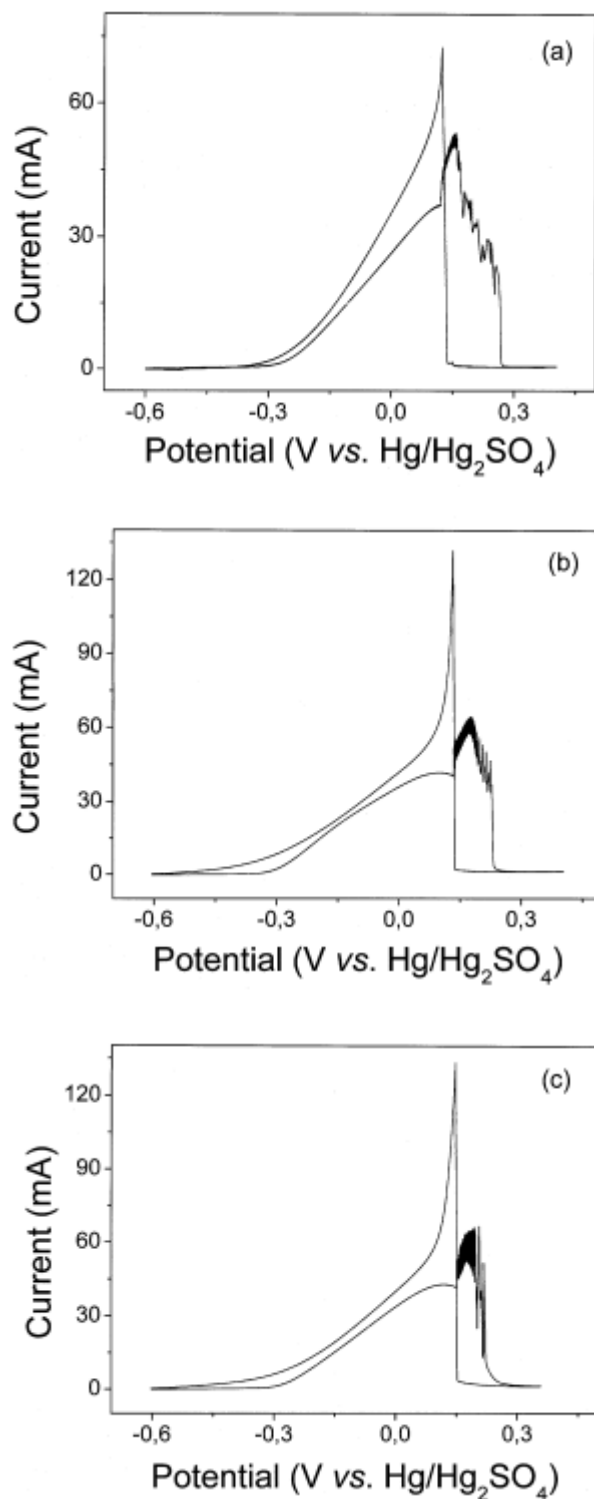 (a)
Current (mA)
60
30
0
-0,6 -0,3 0,0 0,3
Potential (V vs. Hg/Hg₂SO₄)
(b)
Current (mA)
120
90
60
30
0
-0,6 -0,3 0,0 0,3
Potential (V vs. Hg/Hg₂SO₄)
(c)
Current (mA)
120
90
60
30
0
-0,6 -0,3 0,0 0,3
Potential (V vs. Hg/Hg₂SO₄)